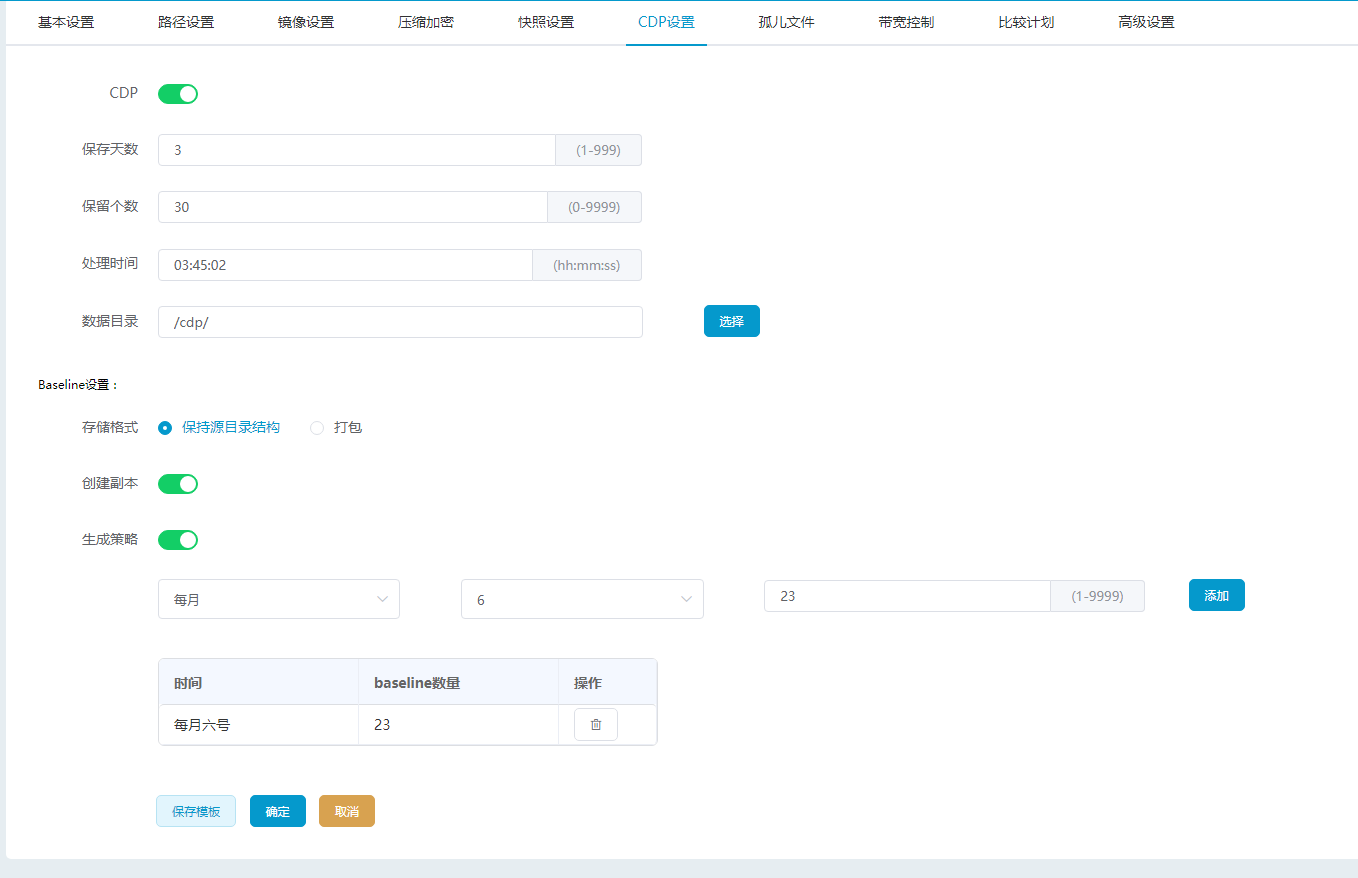 基本设置 路径设置 镜像设置 压缩加密 快照设置 CDP设置 孤儿文件 带宽控制 比较计划 高级设置
CDP
保存天数 3 (1-999)
保留个数 30 (0-9999)
处理时间 03:45:02 (hh:mm:ss)
数据目录 /cdp/ 选择
Baseline设置：
存储格式 保持源目录结构 打包
创建副本
生成策略
每月 6 23 (1-9999) 添加
时间 baseline数量 操作
每月六号 23
保存模板 确定 取消